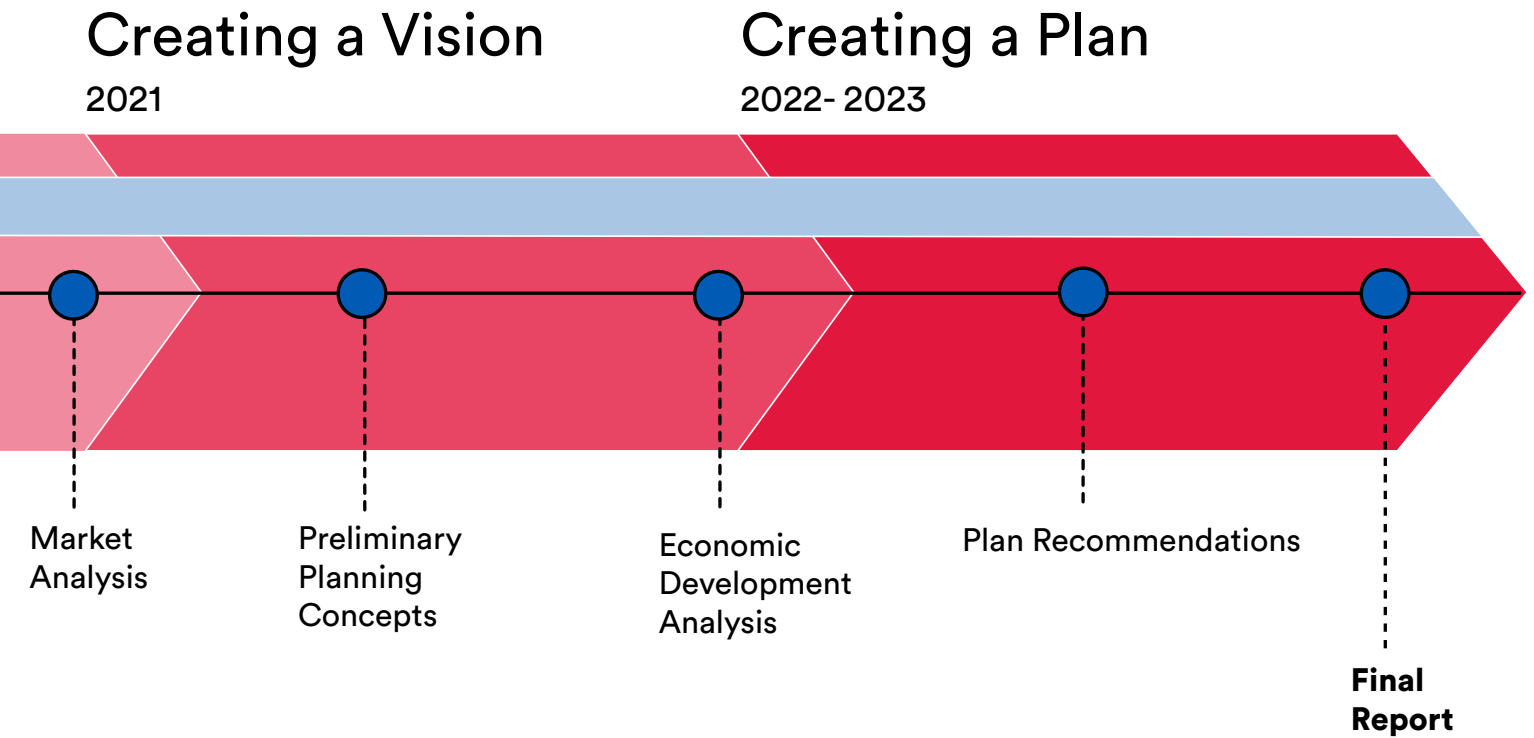 Creating a Vision
2021
Creating a Plan
2022- 2023
Market
Analysis
Preliminary
Planning
Concepts
Economic
Development
Analysis
Plan Recommendations
Final
Report